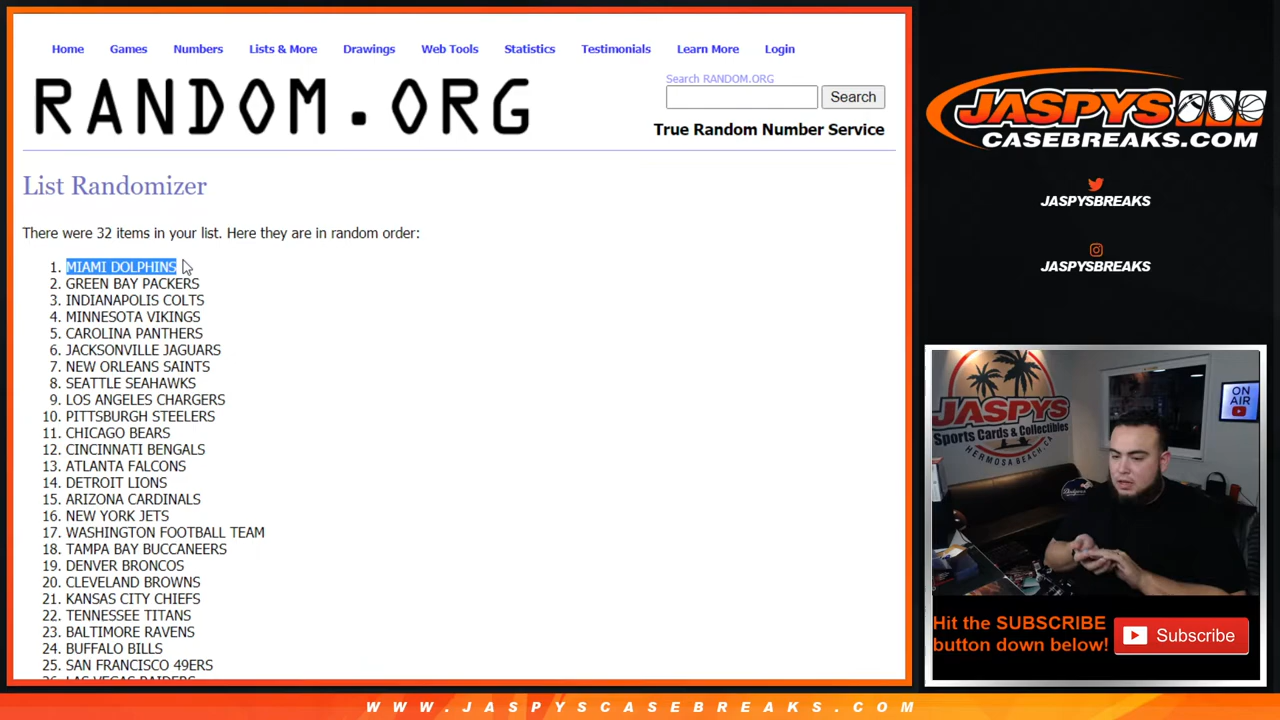 Home Games Numbers Lists & More Drawings Web Tools Statistics Testimonials Learn More Login
RANDOM.ORG
Search RANDOM.ORG
Search
True Random Number Service
List Randomizer
There were 32 items in your list. Here they are in random order:
1. MIAMI DOLPHINS
2. GREEN BAY PACKERS
3. INDIANAPOLIS COLTS
4. MINNESOTA VIKINGS
5. CAROLINA PANTHERS
6. JACKSONVILLE JAGUARS
7. NEW ORLEANS SAINTS
8. SEATTLE SEAHAWKS
9. LOS ANGELES CHARGERS
10. PITTSBURGH STEELERS
11. CHICAGO BEARS
12. CINCINNATI BENGALS
13. ATLANTA FALCONS
14. DETROIT LIONS
15. ARIZONA CARDINALS
16. NEW YORK JETS
17. WASHINGTON FOOTBALL TEAM
18. TAMPA BAY BUCCANEERS
19. DENVER BRONCOS
20. CLEVELAND BROWNS
21. KANSAS CITY CHIEFS
22. TENNESSEE TITANS
23. BALTIMORE RAVENS
24. BUFFALO BILLS
25. SAN FRANCISCO 49ERS
26. LAS VEGAS RAIDERS
JASPYS
CASEBREAKS.COM
JASPYSBREAKS
JASPYSBREAKS
JASPYS
Sports Cards & Collectibles
HERMOSA BEACH, CA
ON
AIR
Dodgers
Hit the SUBSCRIBE
button down below!
Subscribe
WWW.JASPYSCASEBREAKS.COM